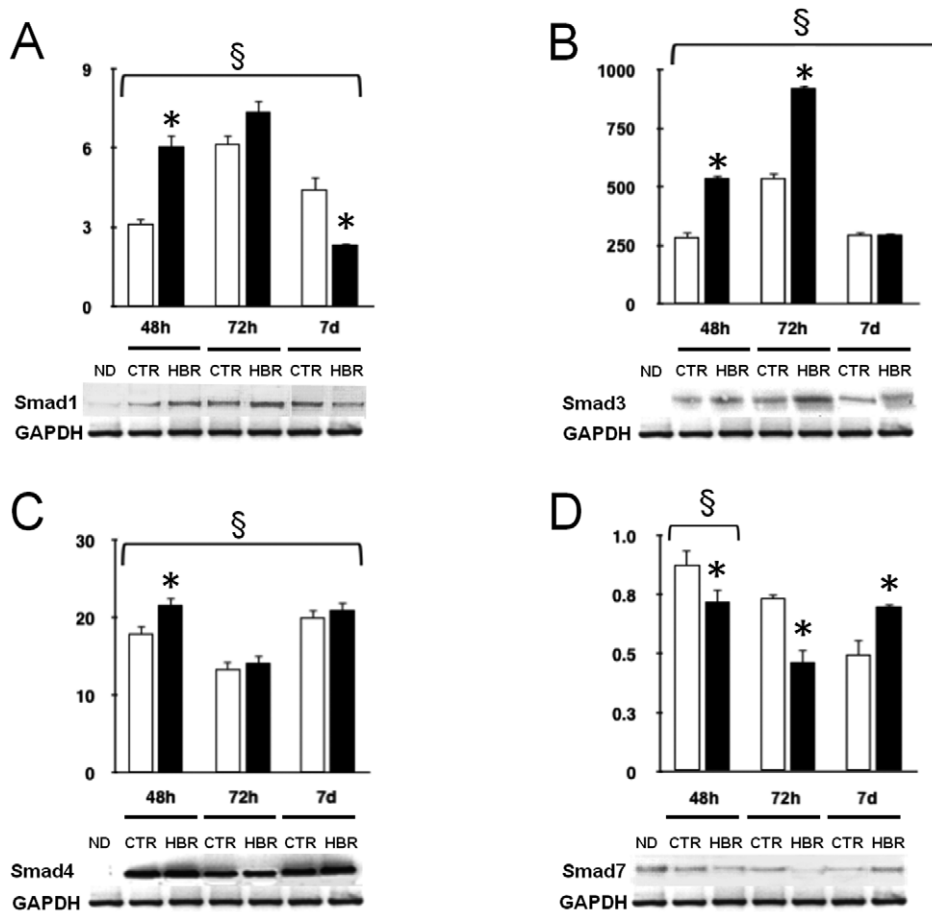 A
§
9
6
3
0
*
*
48h 72h 7d
ND CTR HBR CTR HBR CTR HBR
Smad1
GAPDH
B
§
1000
750
500
250
0
*
*
48h 72h 7d
ND CTR HBR CTR HBR CTR HBR
Smad3
GAPDH
C
§
30
20
10
0
*
48h 72h 7d
ND CTR HBR CTR HBR CTR HBR
Smad4
GAPDH
D
§
1.0
0.8
0.5
0.3
0
*
*
*
48h 72h 7d
ND CTR HBR CTR HBR CTR HBR
Smad7
GAPDH